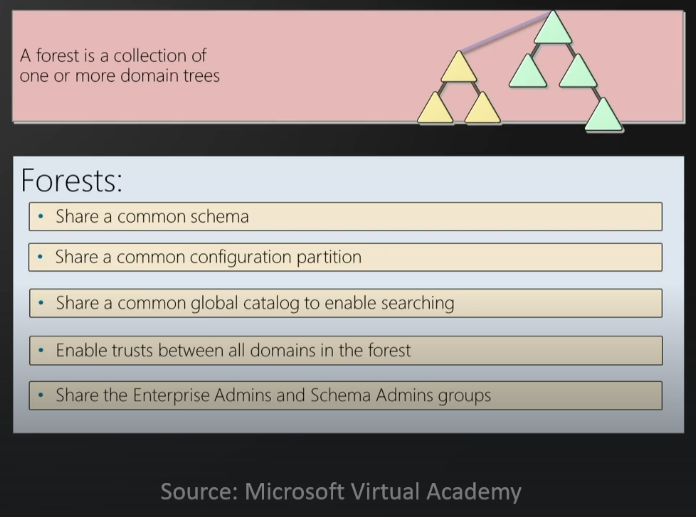 A forest is a collection of
one or more domain trees
Forests:
• Share a common schema
• Share a common configuration partition
• Share a common global catalog to enable searching
• Enable trusts between all domains in the forest
• Share the Enterprise Admins and Schema Admins groups
Source: Microsoft Virtual Academy